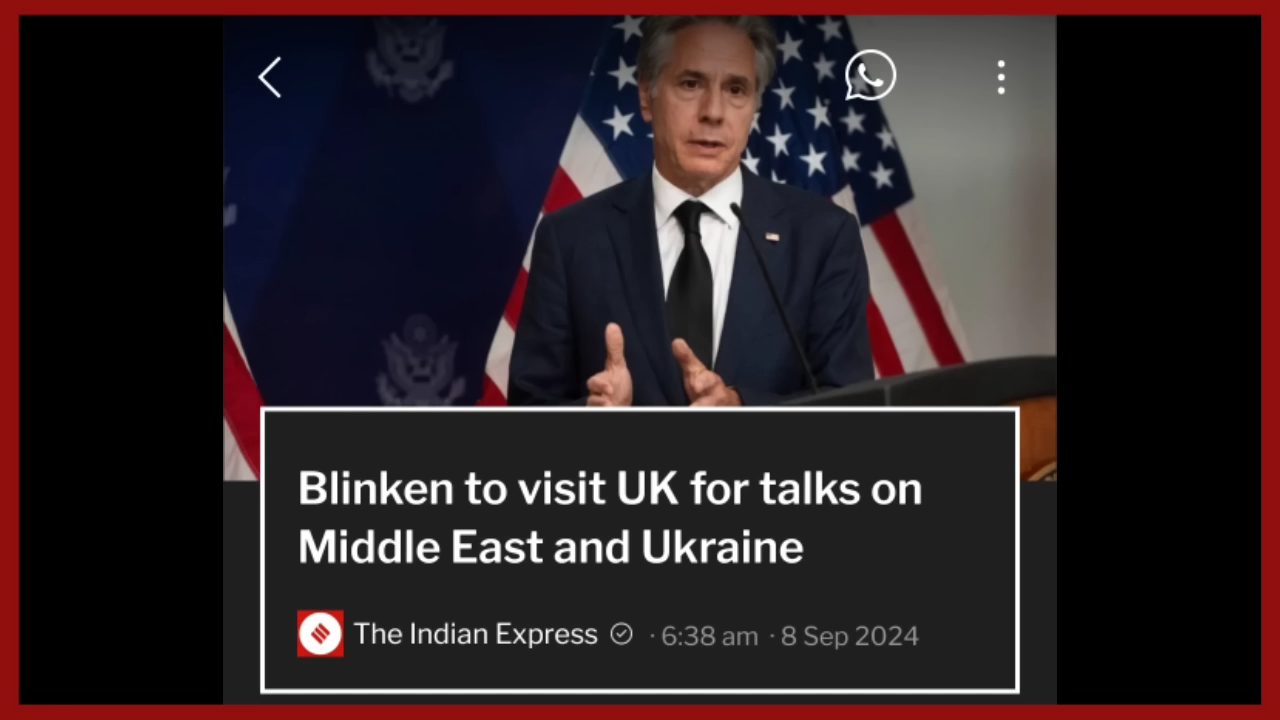 Blinken to visit UK for talks on
Middle East and Ukraine
The Indian Express · 6:38 am · 8 Sep 2024